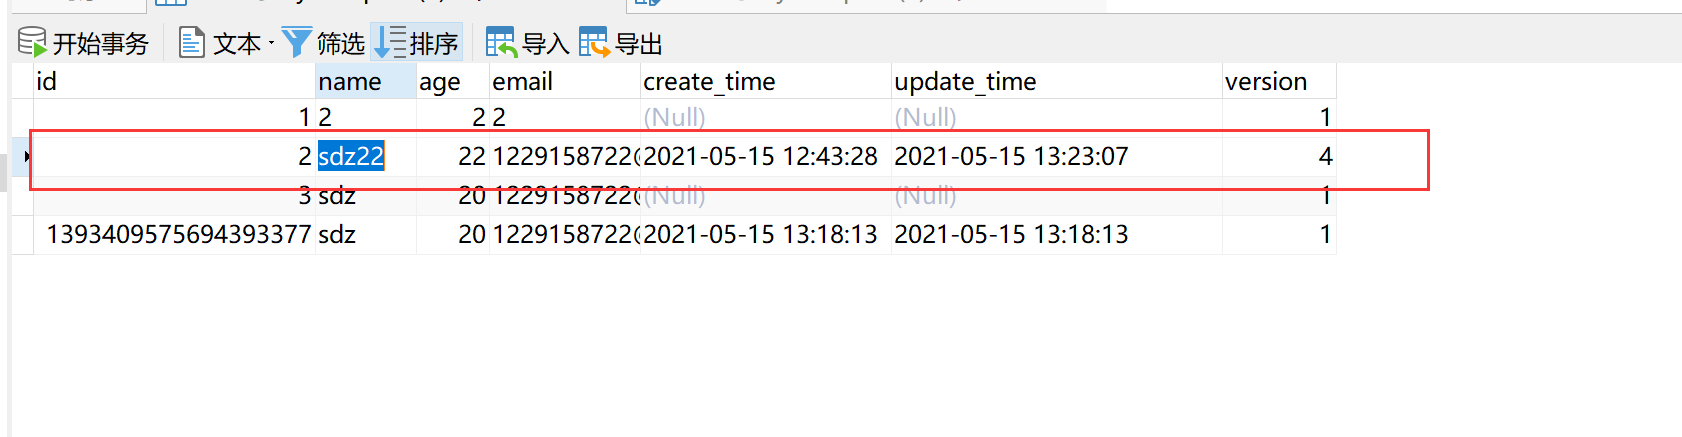 开始事务 文本 筛选 排序 导入 导出
id name age email create_time update_time version
1 2 2 2 (Null) (Null) 1
2 sdz22 22 1229158722@ 2021-05-15 12:43:28 2021-05-15 13:23:07 4
3 sdz 20 1229158722@ (Null) (Null) 1
1393409575694393377 sdz 20 1229158722@ 2021-05-15 13:18:13 2021-05-15 13:18:13 1